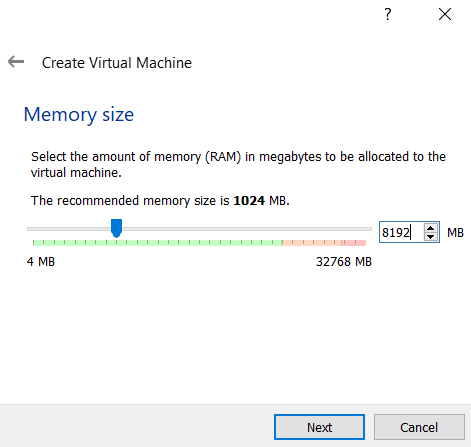 ?
Create Virtual Machine
Memory size
Select the amount of memory (RAM) in megabytes to be allocated to the
virtual machine.
The recommended memory size is 1024 MB.
8192 MB
4 MB 32768 MB
Next Cancel